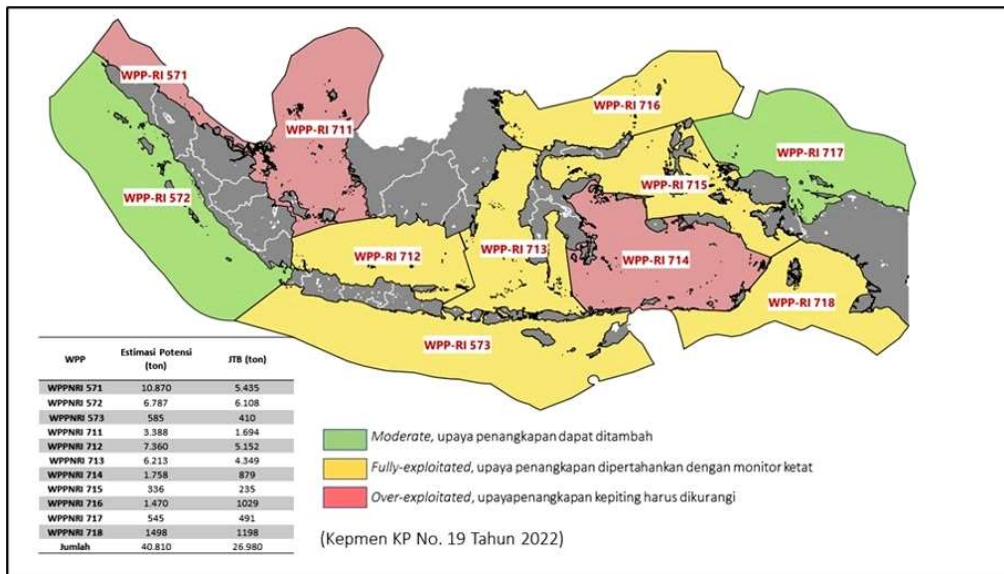 WPP-RI 571
WPP-RI 711
WPP-RI 716
WPP-RI 717
WPP-RI 715
WPP-RI 572
WPP-RI 712
WPP-RI 713
WPP-RI 714
WPP-RI 718
WPP-RI 573
WPP Estimasi Potensi (ton) JTB (ton)
WPPNRI 571 10.870 5.435
WPPNRI 572 6.787 6.108
WPPNRI 573 585 410
WPPNRI 711 3.388 1.694
WPPNRI 712 7.360 5.152
WPPNRI 713 6.213 4.349
WPPNRI 714 1.758 879
WPPNRI 715 336 235
WPPNRI 716 1.470 1029
WPPNRI 717 545 491
WPPNRI 718 1498 1198
Jumlah 40.810 26.980
Moderate, upaya penangkapan dapat ditambah
Fully-exploitated, upaya penangkapan dipertahankan dengan monitor ketat
Over-exploitated, upayapenangkapan kepiting harus dikurangi
(Kepmen KP No. 19 Tahun 2022)